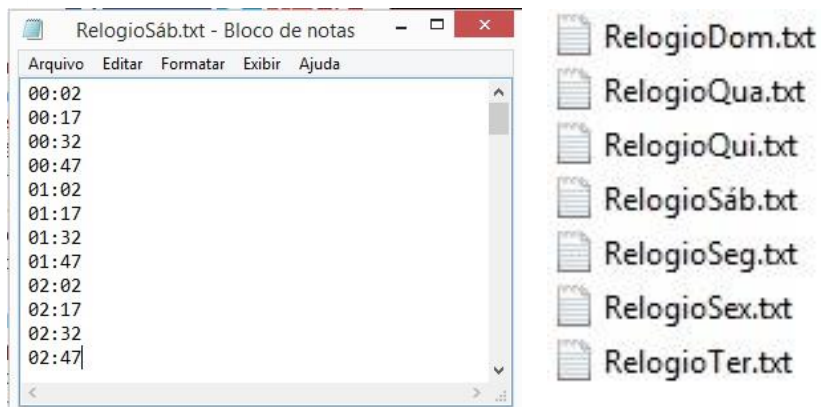 RelogioSáb.txt - Bloco de notas
Arquivo Editar Formatar Exibir Ajuda
00:02
00:17
00:32
00:47
01:02
01:17
01:32
01:47
02:02
02:17
02:32
02:47
RelogioDom.txt
RelogioQua.txt
RelogioQui.txt
RelogioSáb.txt
RelogioSeg.txt
RelogioSex.txt
RelogioTer.txt